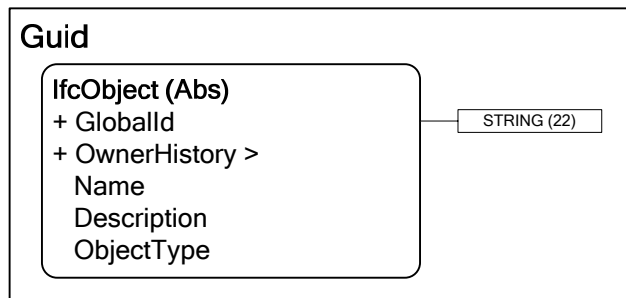 Guid
IfcObject (Abs)
+ GlobalId
STRING (22)
+ OwnerHistory >
Name
Description
ObjectType